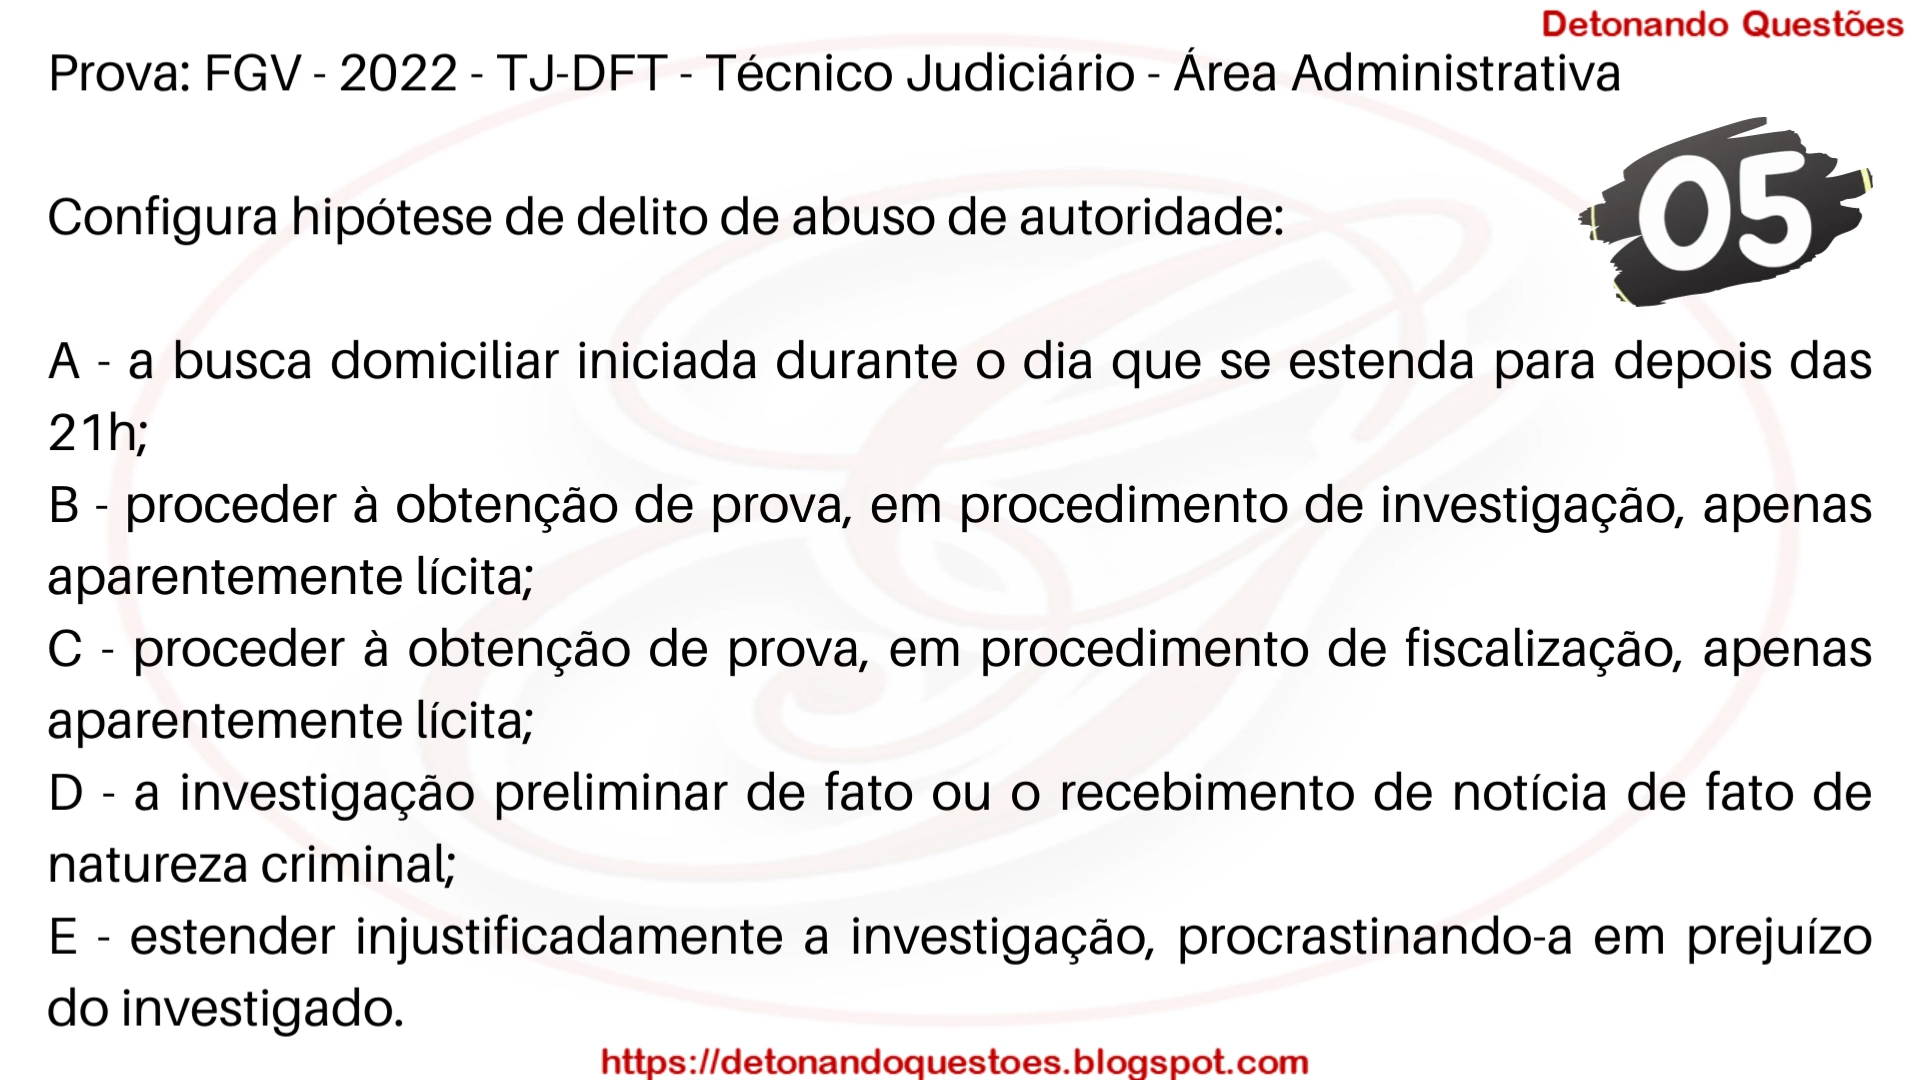 Detonando Questões
Prova: FGV - 2022 - TJ-DFT - Técnico Judiciário - Área Administrativa
05
Configura hipótese de delito de abuso de autoridade:
A - a busca domiciliar iniciada durante o dia que se estenda para depois das
21h;
B - proceder à obtenção de prova, em procedimento de investigação, apenas
aparentemente lícita;
C - proceder à obtenção de prova, em procedimento de fiscalização, apenas
aparentemente lícita;
D - a investigação preliminar de fato ou o recebimento de notícia de fato de
natureza criminal;
E - estender injustificadamente a investigação, procrastinando-a em prejuízo
do investigado.
https://detonandoquestoes.blogspot.com